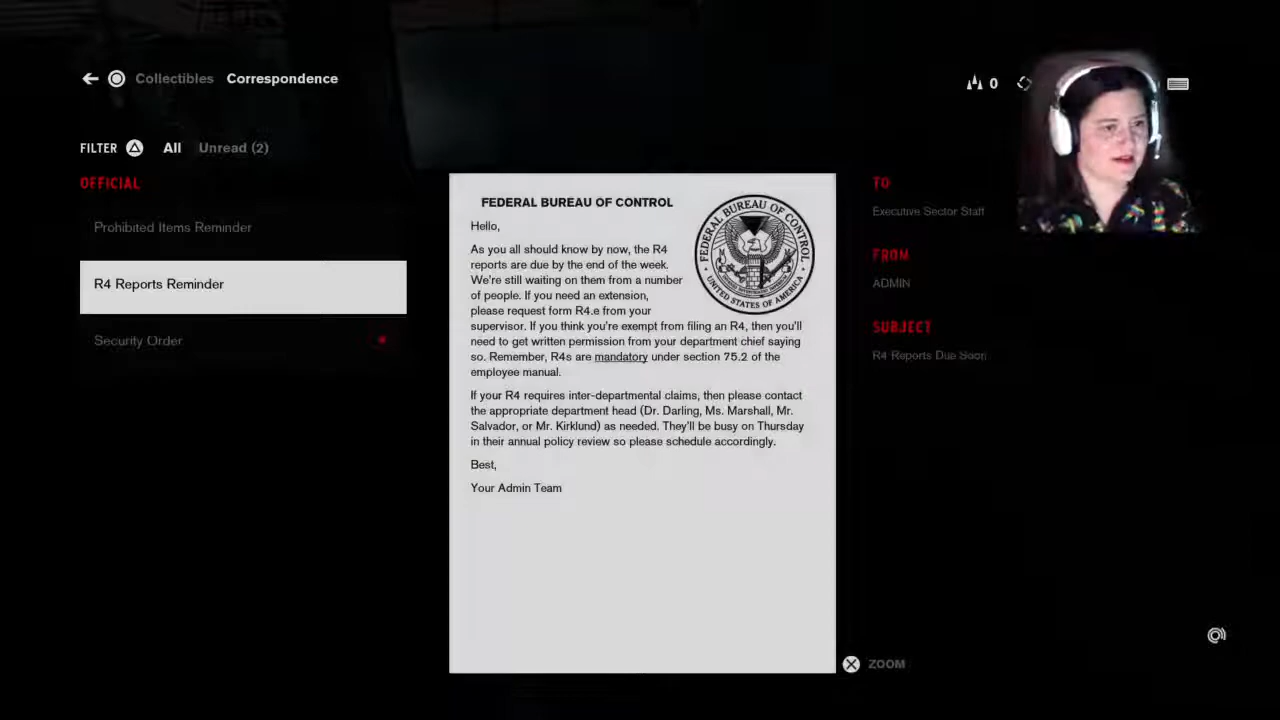 Collectibles Correspondence
0
FILTER All Unread (2)
OFFICIAL
Prohibited Items Reminder
R4 Reports Reminder
Security Order
FEDERAL BUREAU OF CONTROL
Hello,
As you all should know by now, the R4
reports are due by the end of the week.
We're still waiting on them from a number
of people. If you need an extension,
please request form R4.e from your
supervisor. If you think you're exempt from filing an R4, then you'll
need to get written permission from your department chief saying
so. Remember, R4s are mandatory under section 75.2 of the
employee manual.
If your R4 requires inter-departmental claims, then please contact
the appropriate department head (Dr. Darling, Ms. Marshall, Mr.
Salvador, or Mr. Kirklund) as needed. They'll be busy on Thursday
in their annual policy review so please schedule accordingly.
Best,
Your Admin Team
FEDERAL BUREAU OF CONTROL
UNITED STATES OF AMERICA
TO
Executive Sector Staff
FROM
ADMIN
SUBJECT
R4 Reports Due Soon
ZOOM